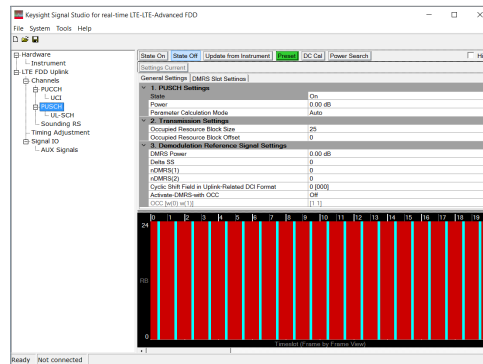 Keysight Signal Studio for real-time LTE-LTE-Advanced FDD
File System Tools Help
State On State Off Update from Instrument Preset DC Cal Power Search
Settings Current
General Settings DMRS Slot Settings
Hardware
Instrument
LTE FDD Uplink
Channels
PUCCH
UCI
PUSCH
UL-SCH
Sounding RS
Timing Adjustment
Signal IO
AUX Signals
1. PUSCH Settings
State On
Power 0.00 dB
Parameter Calculation Mode Auto
2. Transmission Settings
Occupied Resource Block Size 25
Occupied Resource Block Offset 0
3. Demodulation Reference Signal Settings
DMRS Power 0.00 dB
Delta SS 0
nDMRS(1) 0
nDMRS(2) 0
Cyclic Shift Field in Uplink-Related DCI Format 0 [000]
Activate-DMRS-with OCC Off
OCC [w(0) w(1)] [1 1]
0 1 2 3 4 5 6 7 8 9 10 11 12 13 14 15 16 17 18 19
24
RB
0
Timeslot (Frame by Frame View)
Ready Not connected